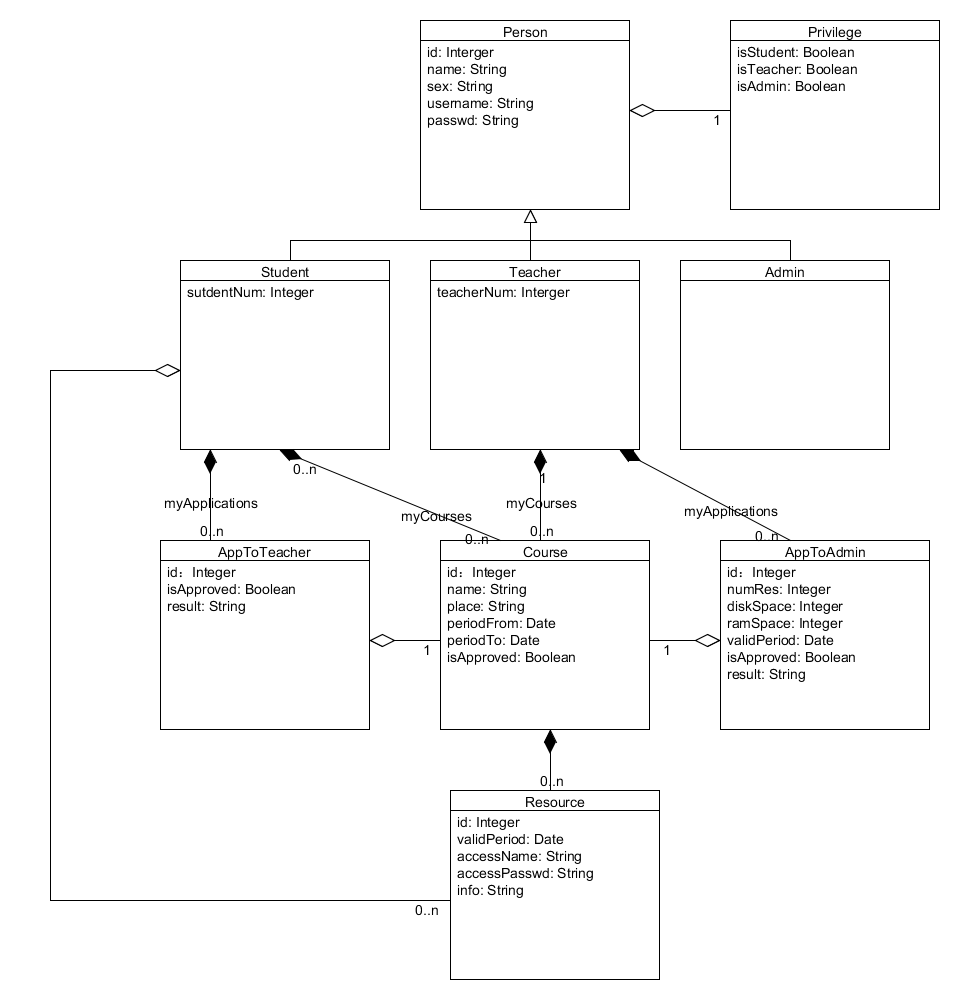 Person
id: Interger
name: String
sex: String
username: String
passwd: String
Privilege
isStudent: Boolean
isTeacher: Boolean
isAdmin: Boolean
1
Student
sutdentNum: Integer
Teacher
teacherNum: Interger
Admin
0..n
1
myApplications
myCourses
myCourses
myApplications
0..n
0..n
0..n
0..n
AppToTeacher
id：Integer
isApproved: Boolean
result: String
1
Course
id：Integer
name: String
place: String
periodFrom: Date
periodTo: Date
isApproved: Boolean
1
AppToAdmin
id：Integer
numRes: Integer
diskSpace: Integer
ramSpace: Integer
validPeriod: Date
isApproved: Boolean
result: String
0..n
Resource
id: Integer
validPeriod: Date
accessName: String
accessPasswd: String
info: String
0..n